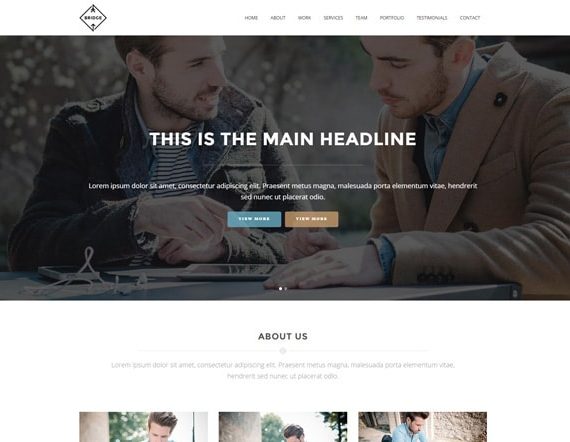 BRIDGE
HOME ABOUT WORK SERVICES TEAM PORTFOLIO TESTIMONIALS CONTACT
THIS IS THE MAIN HEADLINE
Lorem ipsum dolor sit amet, consectetur adipiscing elit. Praesent metus magna, malesuada porta elementum vitae, hendrerit
sed nunec ut placerat odio.
VIEW MORE VIEW MORE
ABOUT US
Lorem ipsum dolor sit amet, consectetur adipiscing elit. Praesent metus magna, malesuada porta elementum vitae,
hendrerit sed nunec ut placerat odio.